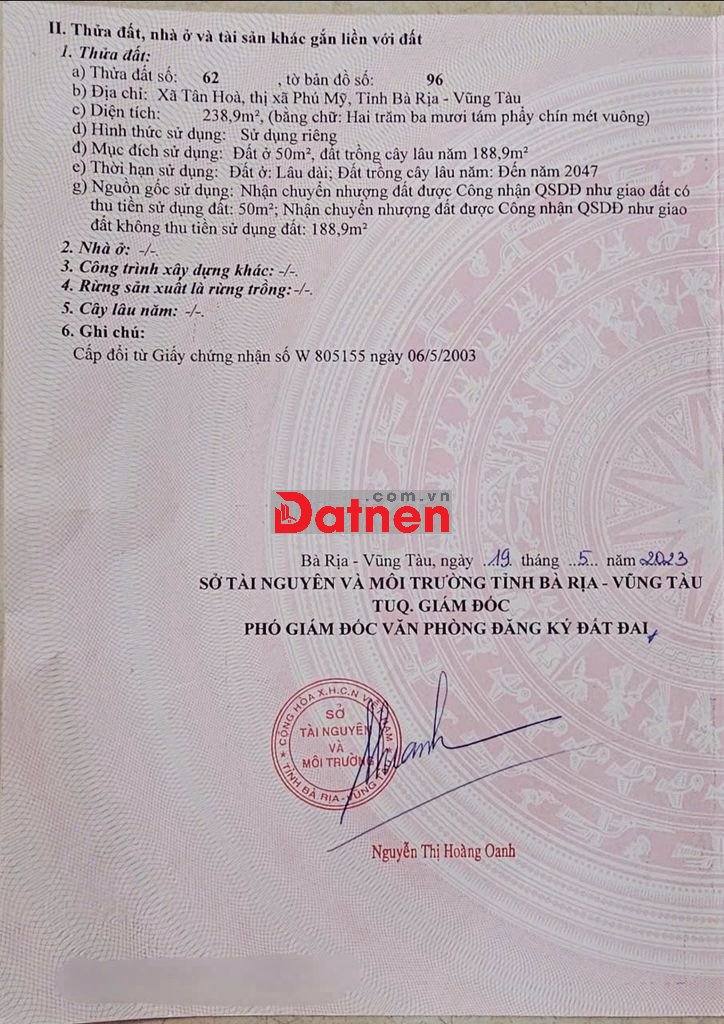 II. Thửa đất, nhà ở và tài sản khác gắn liền với đất
1. Thửa đất:
a) Thửa đất số: 62 , tờ bản đồ số: 96
b) Địa chỉ: Xã Tân Hoà, thị xã Phú Mỹ, Tỉnh Bà Rịa - Vũng Tàu
c) Diện tích: 238,9m², (bằng chữ: Hai trăm ba mươi tám phẩy chín mét vuông)
d) Hình thức sử dụng: Sử dụng riêng
đ) Mục đích sử dụng: Đất ở 50m², đất trồng cây lâu năm 188,9m²
e) Thời hạn sử dụng: Đất ở: Lâu dài; Đất trồng cây lâu năm: Đến năm 2047
g) Nguồn gốc sử dụng: Nhận chuyển nhượng đất được Công nhận QSDĐ như giao đất có
thu tiền sử dụng đất: 50m²; Nhận chuyển nhượng đất được Công nhận QSDĐ như giao
đất không thu tiền sử dụng đất: 188,9m²
2. Nhà ở: -/-.
3. Công trình xây dựng khác: -/-.
4. Rừng sản xuất là rừng trồng:-/-.
5. Cây lâu năm: -/-.
6. Ghi chú:
Cấp đổi từ Giấy chứng nhận số W 805155 ngày 06/5/2003
.com.vn
Datnen
Bà Rịa - Vũng Tàu, ngày ..19. tháng ..5... năm 2023
SỞ TÀI NGUYÊN VÀ MÔI TRƯỜNG TỈNH BÀ RỊA - VŨNG TÀU
TUQ. GIÁM ĐỐC
PHÓ GIÁM ĐỐC VĂN PHÒNG ĐĂNG KÝ ĐẤT ĐAI
CỘNG HÒA X.H.C.N VIỆT NAM
SỞ
TÀI NGUYÊN
VÀ
MÔI TRƯỜNG
TỈNH BÀ RỊA - VŨNG TÀU
Nguyễn Thị Hoàng Oanh